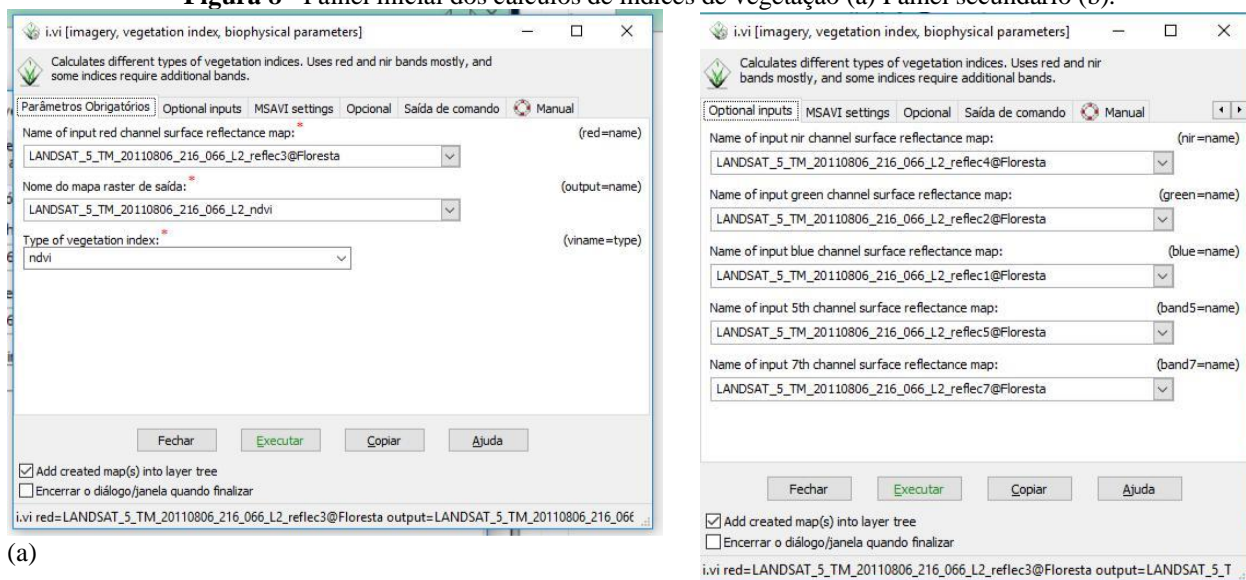 Figura 8 - Painel inicial dos cálculos de índices de vegetação (a) Painel secundário (b).
i.vi [imagery, vegetation index, biophysical parameters]
Calculates different types of vegetation indices. Uses red and nir bands mostly, and
some indices require additional bands.
Parâmetros Obrigatórios Optional inputs MSAVI settings Opcional Saída de comando Manual
Name of input red channel surface reflectance map:* (red=name)
LANDSAT_5_TM_20110806_216_066_L2_reflec3@Floresta
Nome do mapa raster de saída:* (output=name)
LANDSAT_5_TM_20110806_216_066_L2_ndvi
Type of vegetation index:* (viname=type)
ndvi
Fechar Executar Copiar Ajuda
Add created map(s) into layer tree
Encerrar o diálogo/janela quando finalizar
i.vi red=LANDSAT_5_TM_20110806_216_066_L2_reflec3@Floresta output=LANDSAT_5_TM_20110806_216_066
(a)
i.vi [imagery, vegetation index, biophysical parameters]
Calculates different types of vegetation indices. Uses red and nir
bands mostly, and some indices require additional bands.
Optional inputs MSAVI settings Opcional Saída de comando Manual
Name of input nir channel surface reflectance map: (nir=name)
LANDSAT_5_TM_20110806_216_066_L2_reflec4@Floresta
Name of input green channel surface reflectance map: (green=name)
LANDSAT_5_TM_20110806_216_066_L2_reflec2@Floresta
Name of input blue channel surface reflectance map: (blue=name)
LANDSAT_5_TM_20110806_216_066_L2_reflec1@Floresta
Name of input 5th channel surface reflectance map: (band5=name)
LANDSAT_5_TM_20110806_216_066_L2_reflec5@Floresta
Name of input 7th channel surface reflectance map: (band7=name)
LANDSAT_5_TM_20110806_216_066_L2_reflec7@Floresta
Fechar Executar Copiar Ajuda
Add created map(s) into layer tree
Encerrar o diálogo/janela quando finalizar
i.vi red=LANDSAT_5_TM_20110806_216_066_L2_reflec3@Floresta output=LANDSAT_5_T